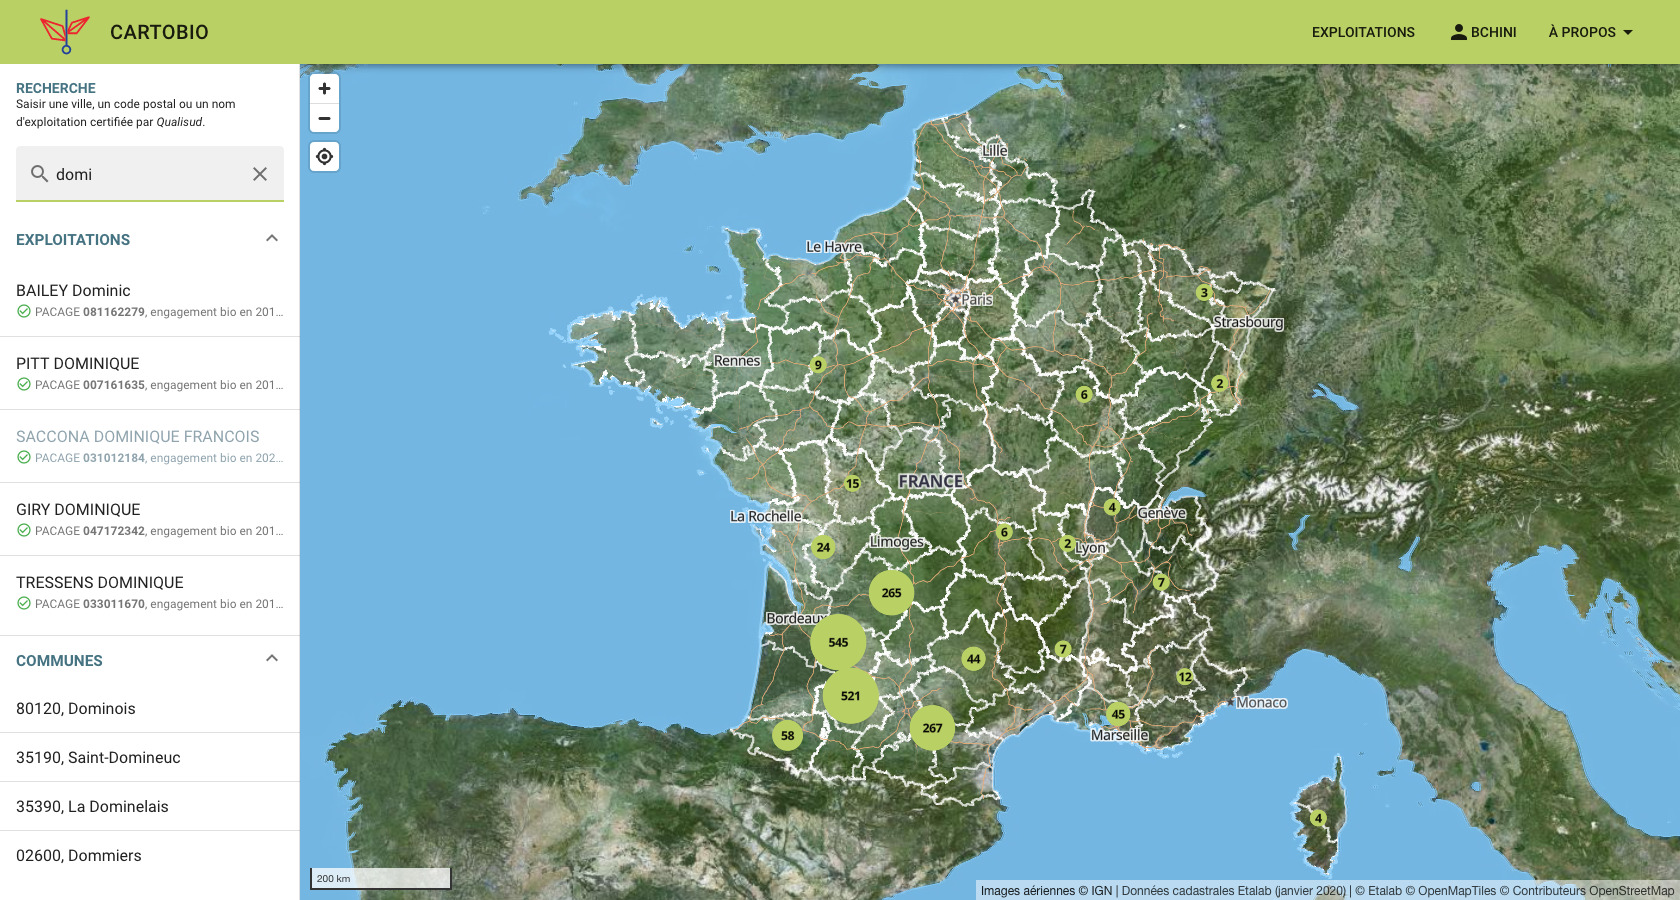 CARTOBIO
EXPLOITATIONS
BCHINI
À PROPOS
RECHERCHE
Saisir une ville, un code postal ou un nom
d'exploitation certifiée par Qualisud.
domi
EXPLOITATIONS
BAILEY Dominic
PACAGE 081162279, engagement bio en 201...
PITT DOMINIQUE
PACAGE 007161635, engagement bio en 201...
SACCONA DOMINIQUE FRANCOIS
PACAGE 031012184, engagement bio en 202...
GIRY DOMINIQUE
PACAGE 047172342, engagement bio en 201...
TRESSENS DOMINIQUE
PACAGE 033011670, engagement bio en 201...
COMMUNES
80120, Dominois
35190, Saint-Domineuc
35390, La Dominelais
02600, Dommiers
+
−
Lille
Le Havre
3
Paris
Strasbourg
Rennes
9
2
6
FRANCE
15
4
Genève
La Rochelle
6
Limoges
24
2
Lyon
7
265
Bordeaux
545
7
44
12
521
Monaco
45
267
58
Marseille
4
200 km
Images aériennes © IGN | Données cadastrales Etalab (janvier 2020) | © Etalab © OpenMapTiles © Contributeurs OpenStreetMap